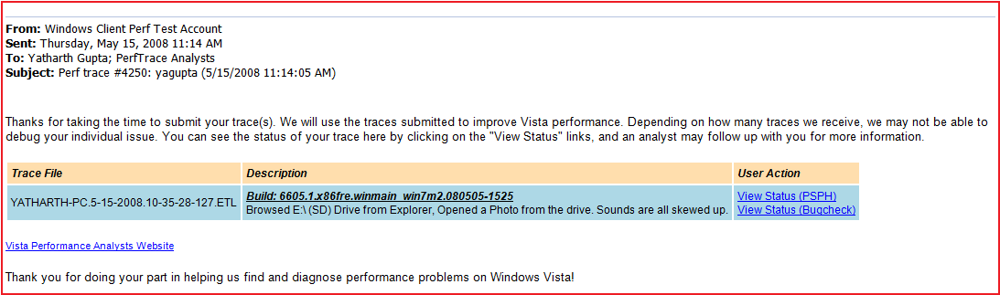 From: Windows Client Perf Test Account
Sent: Thursday, May 15, 2008 11:14 AM
To: Yatharth Gupta; PerfTrace Analysts
Subject: Perf trace #4250: yagupta (5/15/2008 11:14:05 AM)
Thanks for taking the time to submit your trace(s). We will use the traces submitted to improve Vista performance. Depending on how many traces we receive, we may not be able to
debug your individual issue. You can see the status of your trace here by clicking on the "View Status" links, and an analyst may follow up with you for more information.
Trace File Description User Action
YATHARTH-PC.5-15-2008.10-35-28-127.ETL
Build: 6605.1.x86fre.winmain_win7m2.080505-1525
Browsed E:\ (SD) Drive from Explorer, Opened a Photo from the drive. Sounds are all skewed up.
View Status (PSPH)
View Status (Bugcheck)
Vista Performance Analysts Website
Thank you for doing your part in helping us find and diagnose performance problems on Windows Vista!